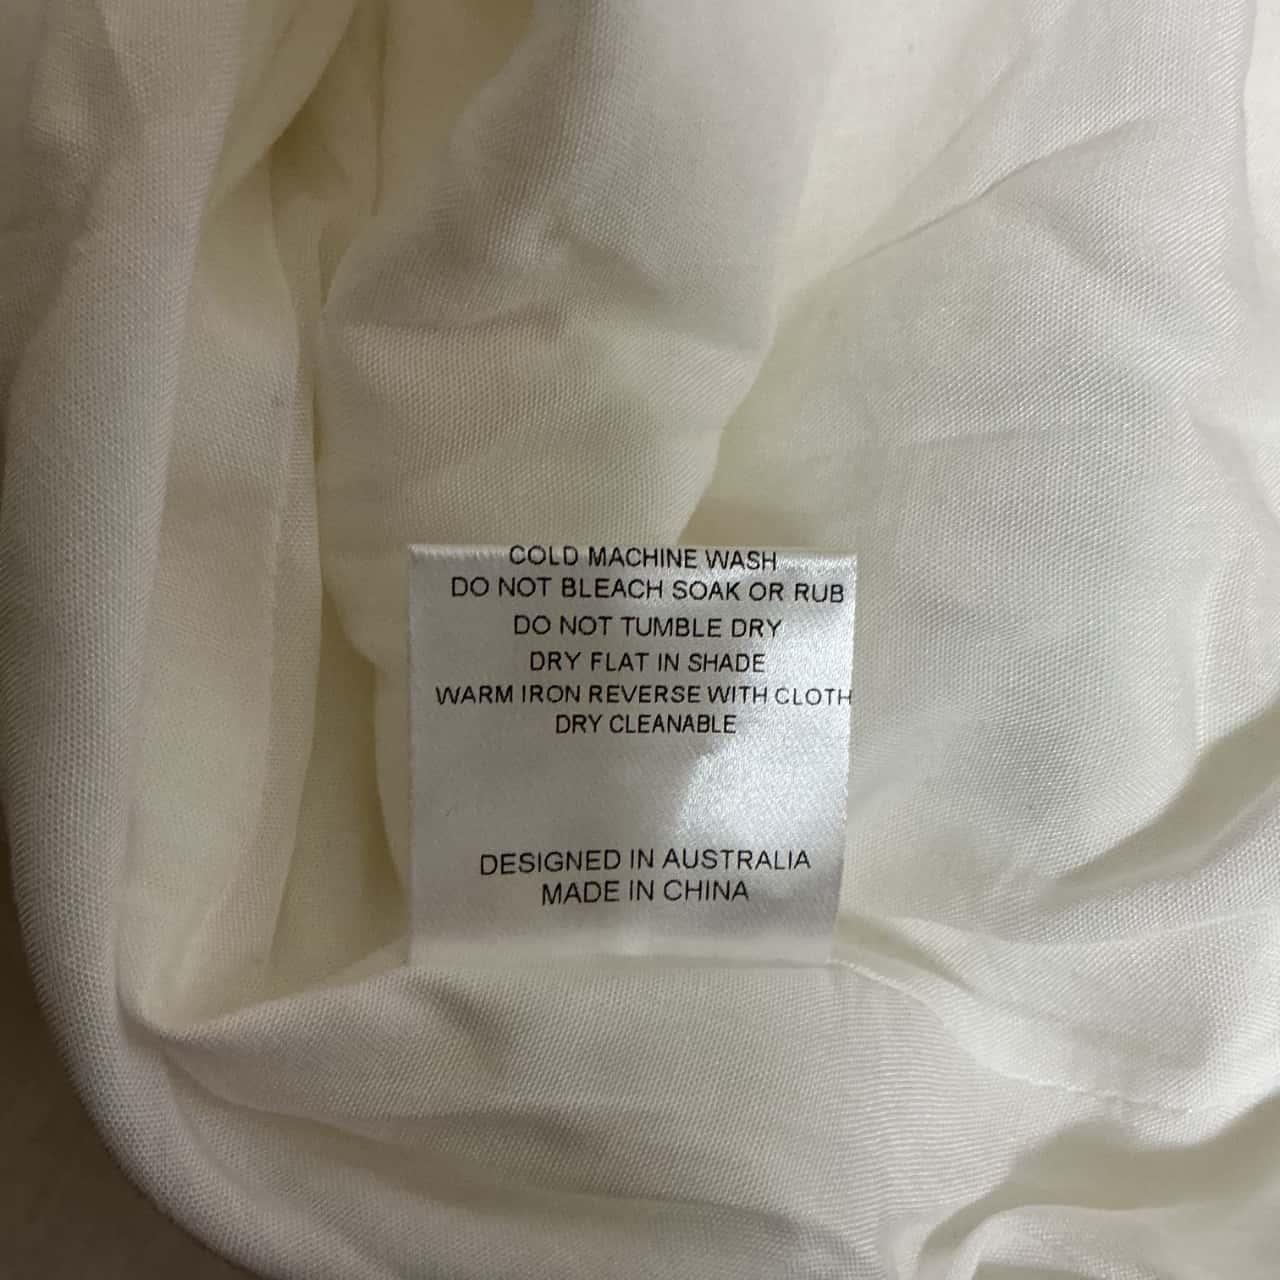 COLD MACHINE WASH
DO NOT BLEACH SOAK OR RUB
DO NOT TUMBLE DRY
DRY FLAT IN SHADE
WARM IRON REVERSE WITH CLOTH
DRY CLEANABLE
DESIGNED IN AUSTRALIA
MADE IN CHINA